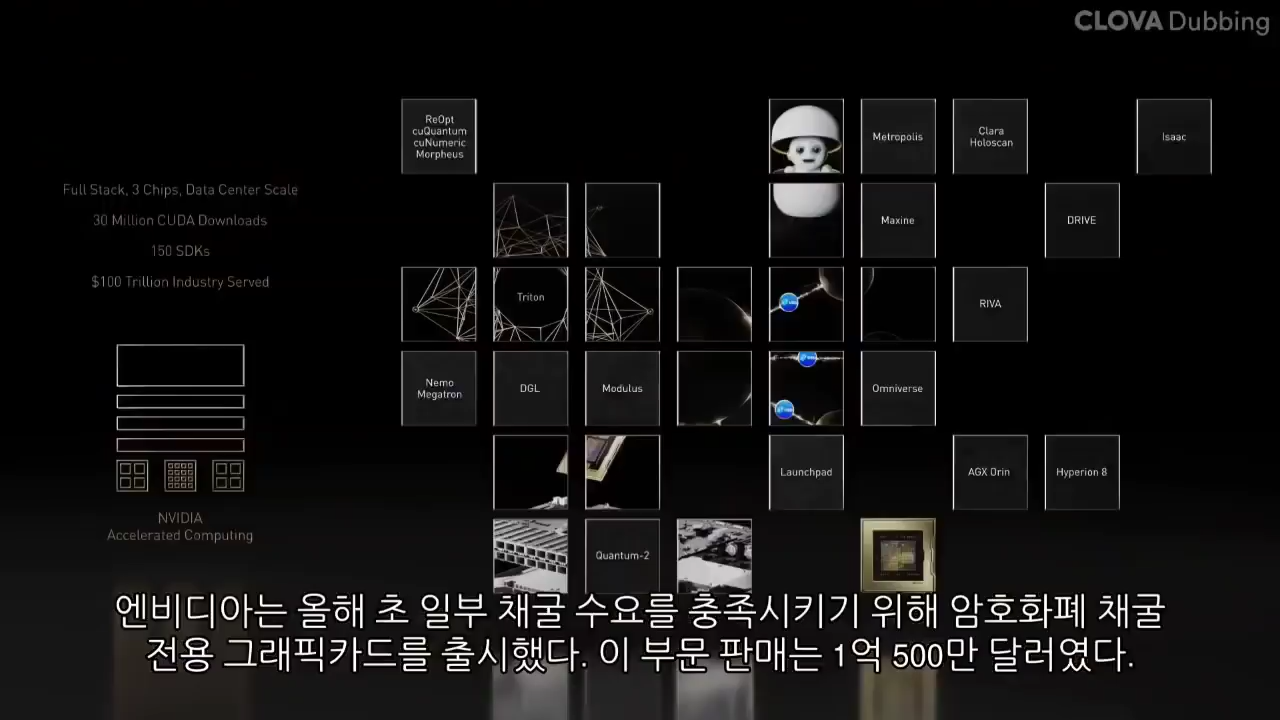 CLOVA Dubbing
ReOpt
cuQuantum
cuNumeric
Morpheus
Metropolis
Clara
Holoscan
Isaac
Full Stack, 3 Chips, Data Center Scale
30 Million CUDA Downloads
150 SDKs
$100 Trillion Industry Served
Maxine
DRIVE
Triton
RIVA
Nemo
Megatron
DGL
Modulus
Omniverse
Launchpad
AGX Orin
Hyperion 8
NVIDIA
Accelerated Computing
Quantum-2
엔비디아는 올해 초 일부 채굴 수요를 충족시키기 위해 암호화폐 채굴
전용 그래픽카드를 출시했다. 이 부문 판매는 1억 500만 달러였다.